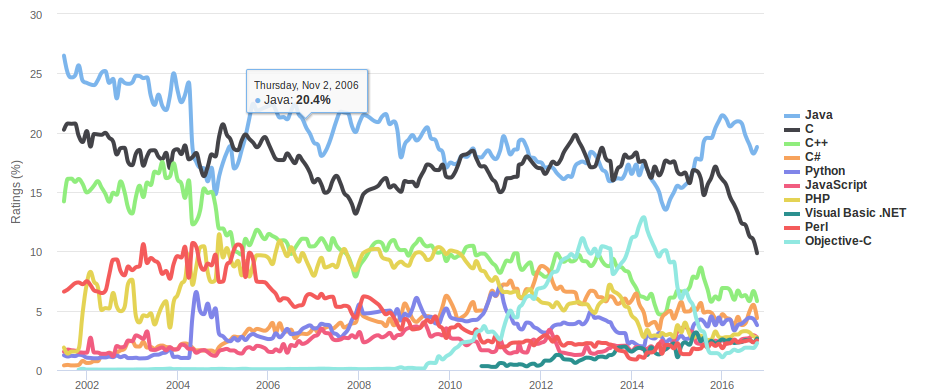 30
25
20
15
10
5
0
Ratings (%)
Thursday, Nov 2, 2006
Java: 20.4%
2002 2004 2006 2008 2010 2012 2014 2016
Java
C
C++
C#
Python
JavaScript
PHP
Visual Basic .NET
Perl
Objective-C